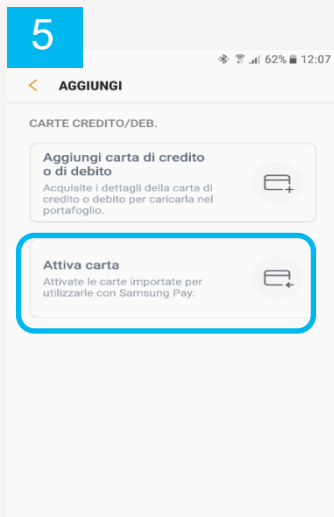 5
62% 12:07
< AGGIUNGI
CARTE CREDITO/DEB.
Aggiungi carta di credito
o di debito
Acquisite i dettagli della carta di
credito o debito per caricarla nel
portafoglio.
Attiva carta
Attivate le carte importate per
utilizzarle con Samsung Pay.